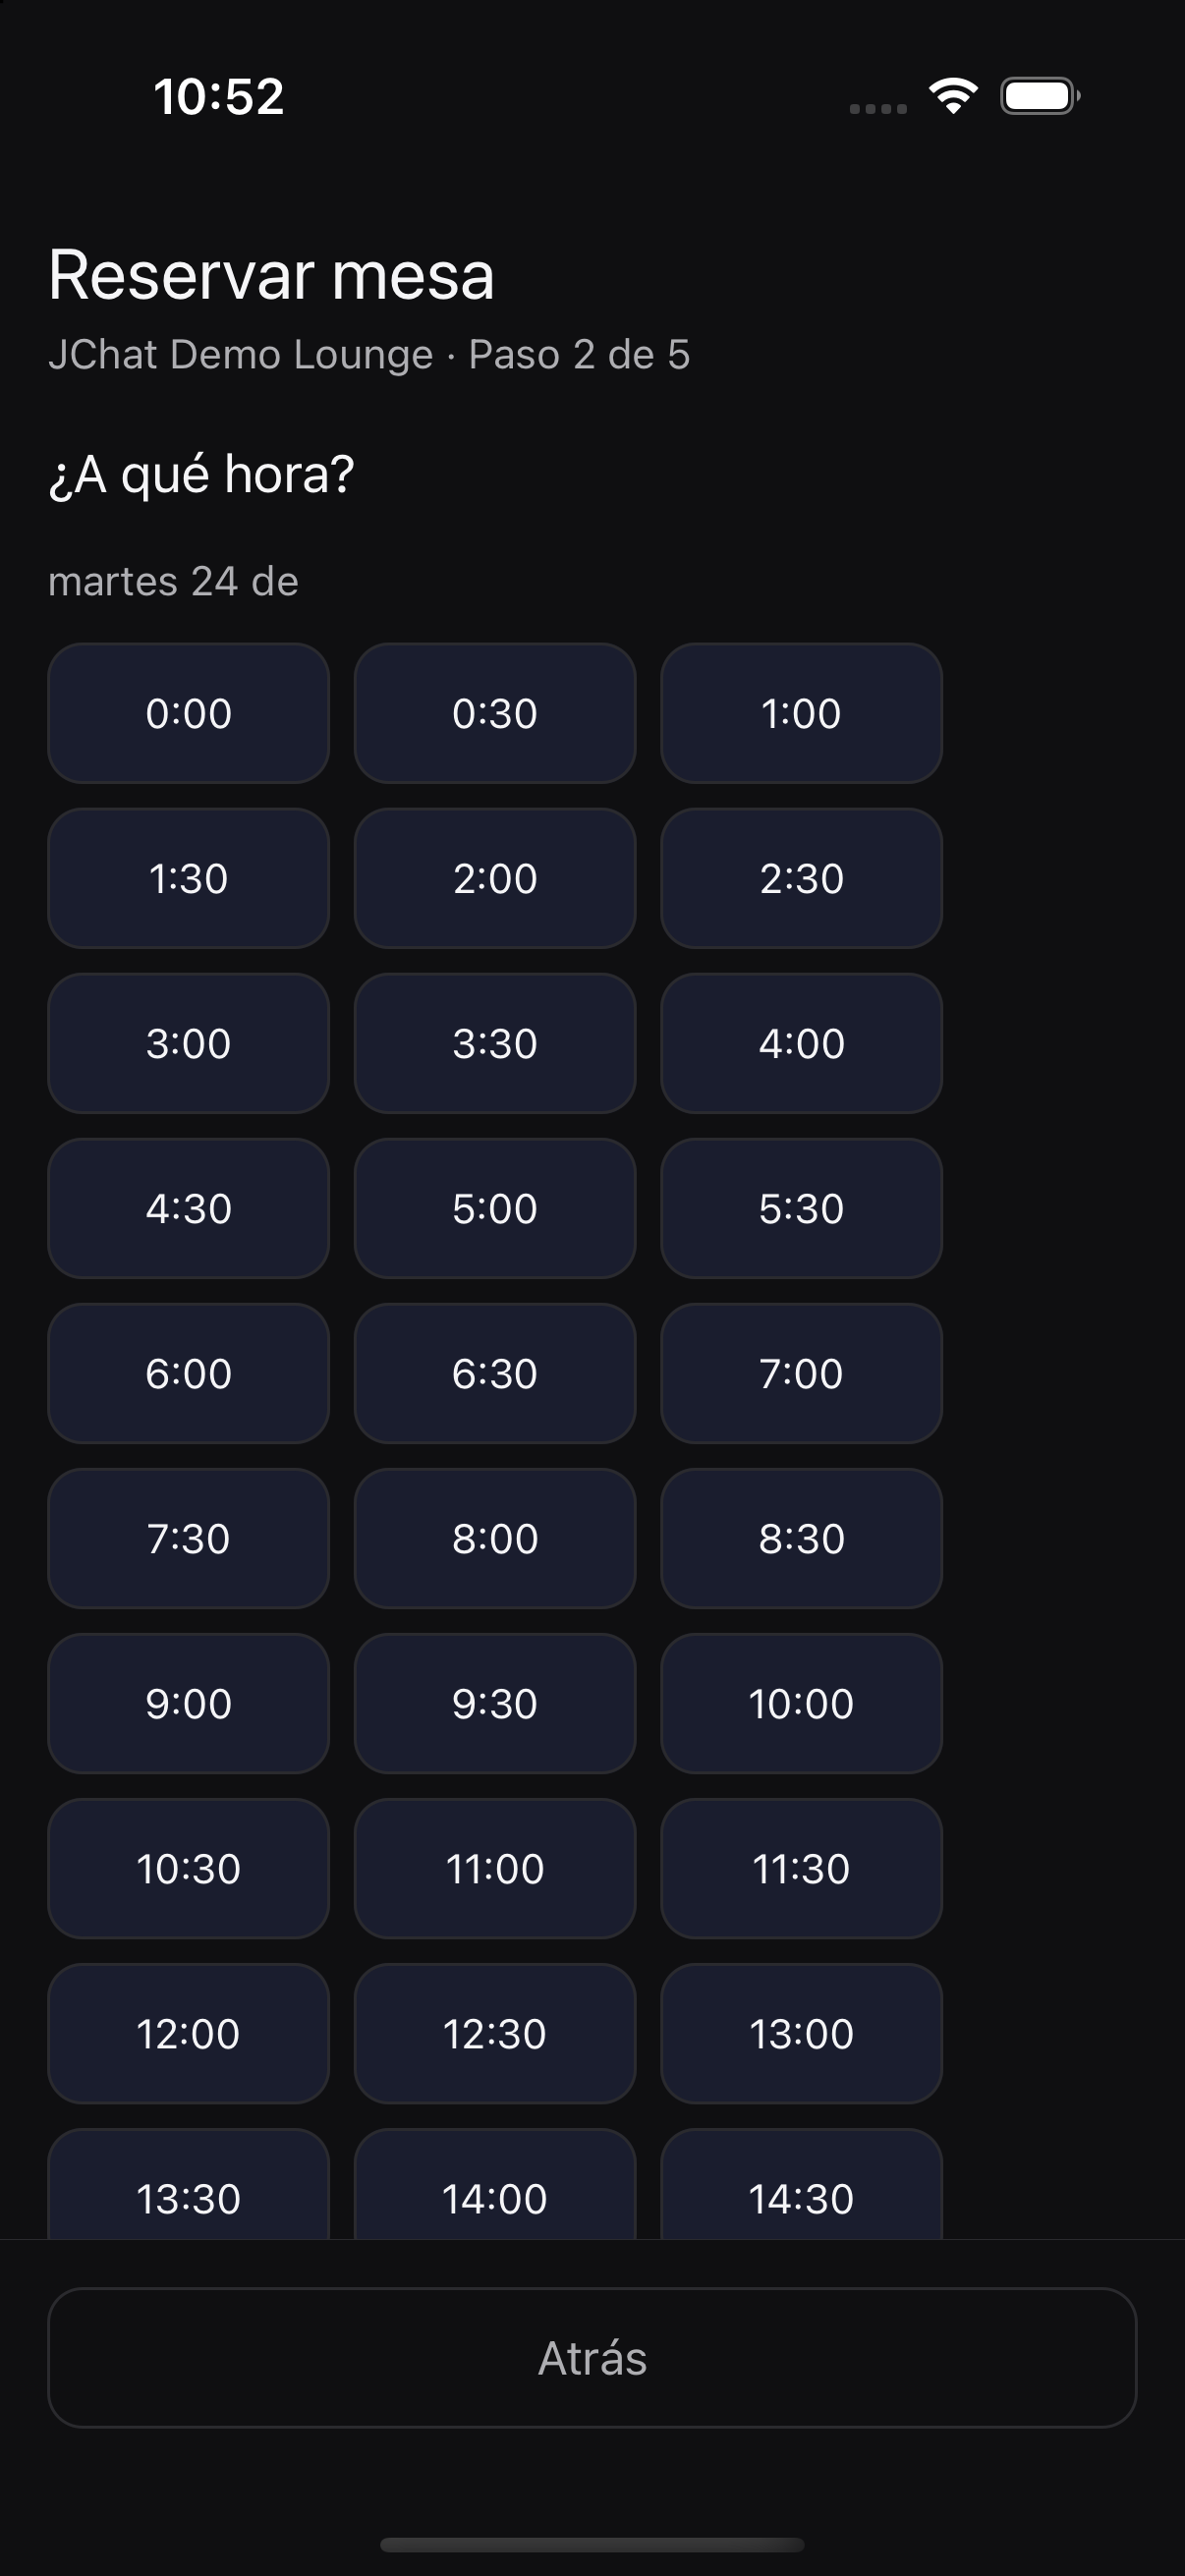 10:52
Reservar mesa
JChat Demo Lounge · Paso 2 de 5
¿A qué hora?
martes 24 de
0:00 0:30 1:00
1:30 2:00 2:30
3:00 3:30 4:00
4:30 5:00 5:30
6:00 6:30 7:00
7:30 8:00 8:30
9:00 9:30 10:00
10:30 11:00 11:30
12:00 12:30 13:00
13:30 14:00 14:30
Atrás